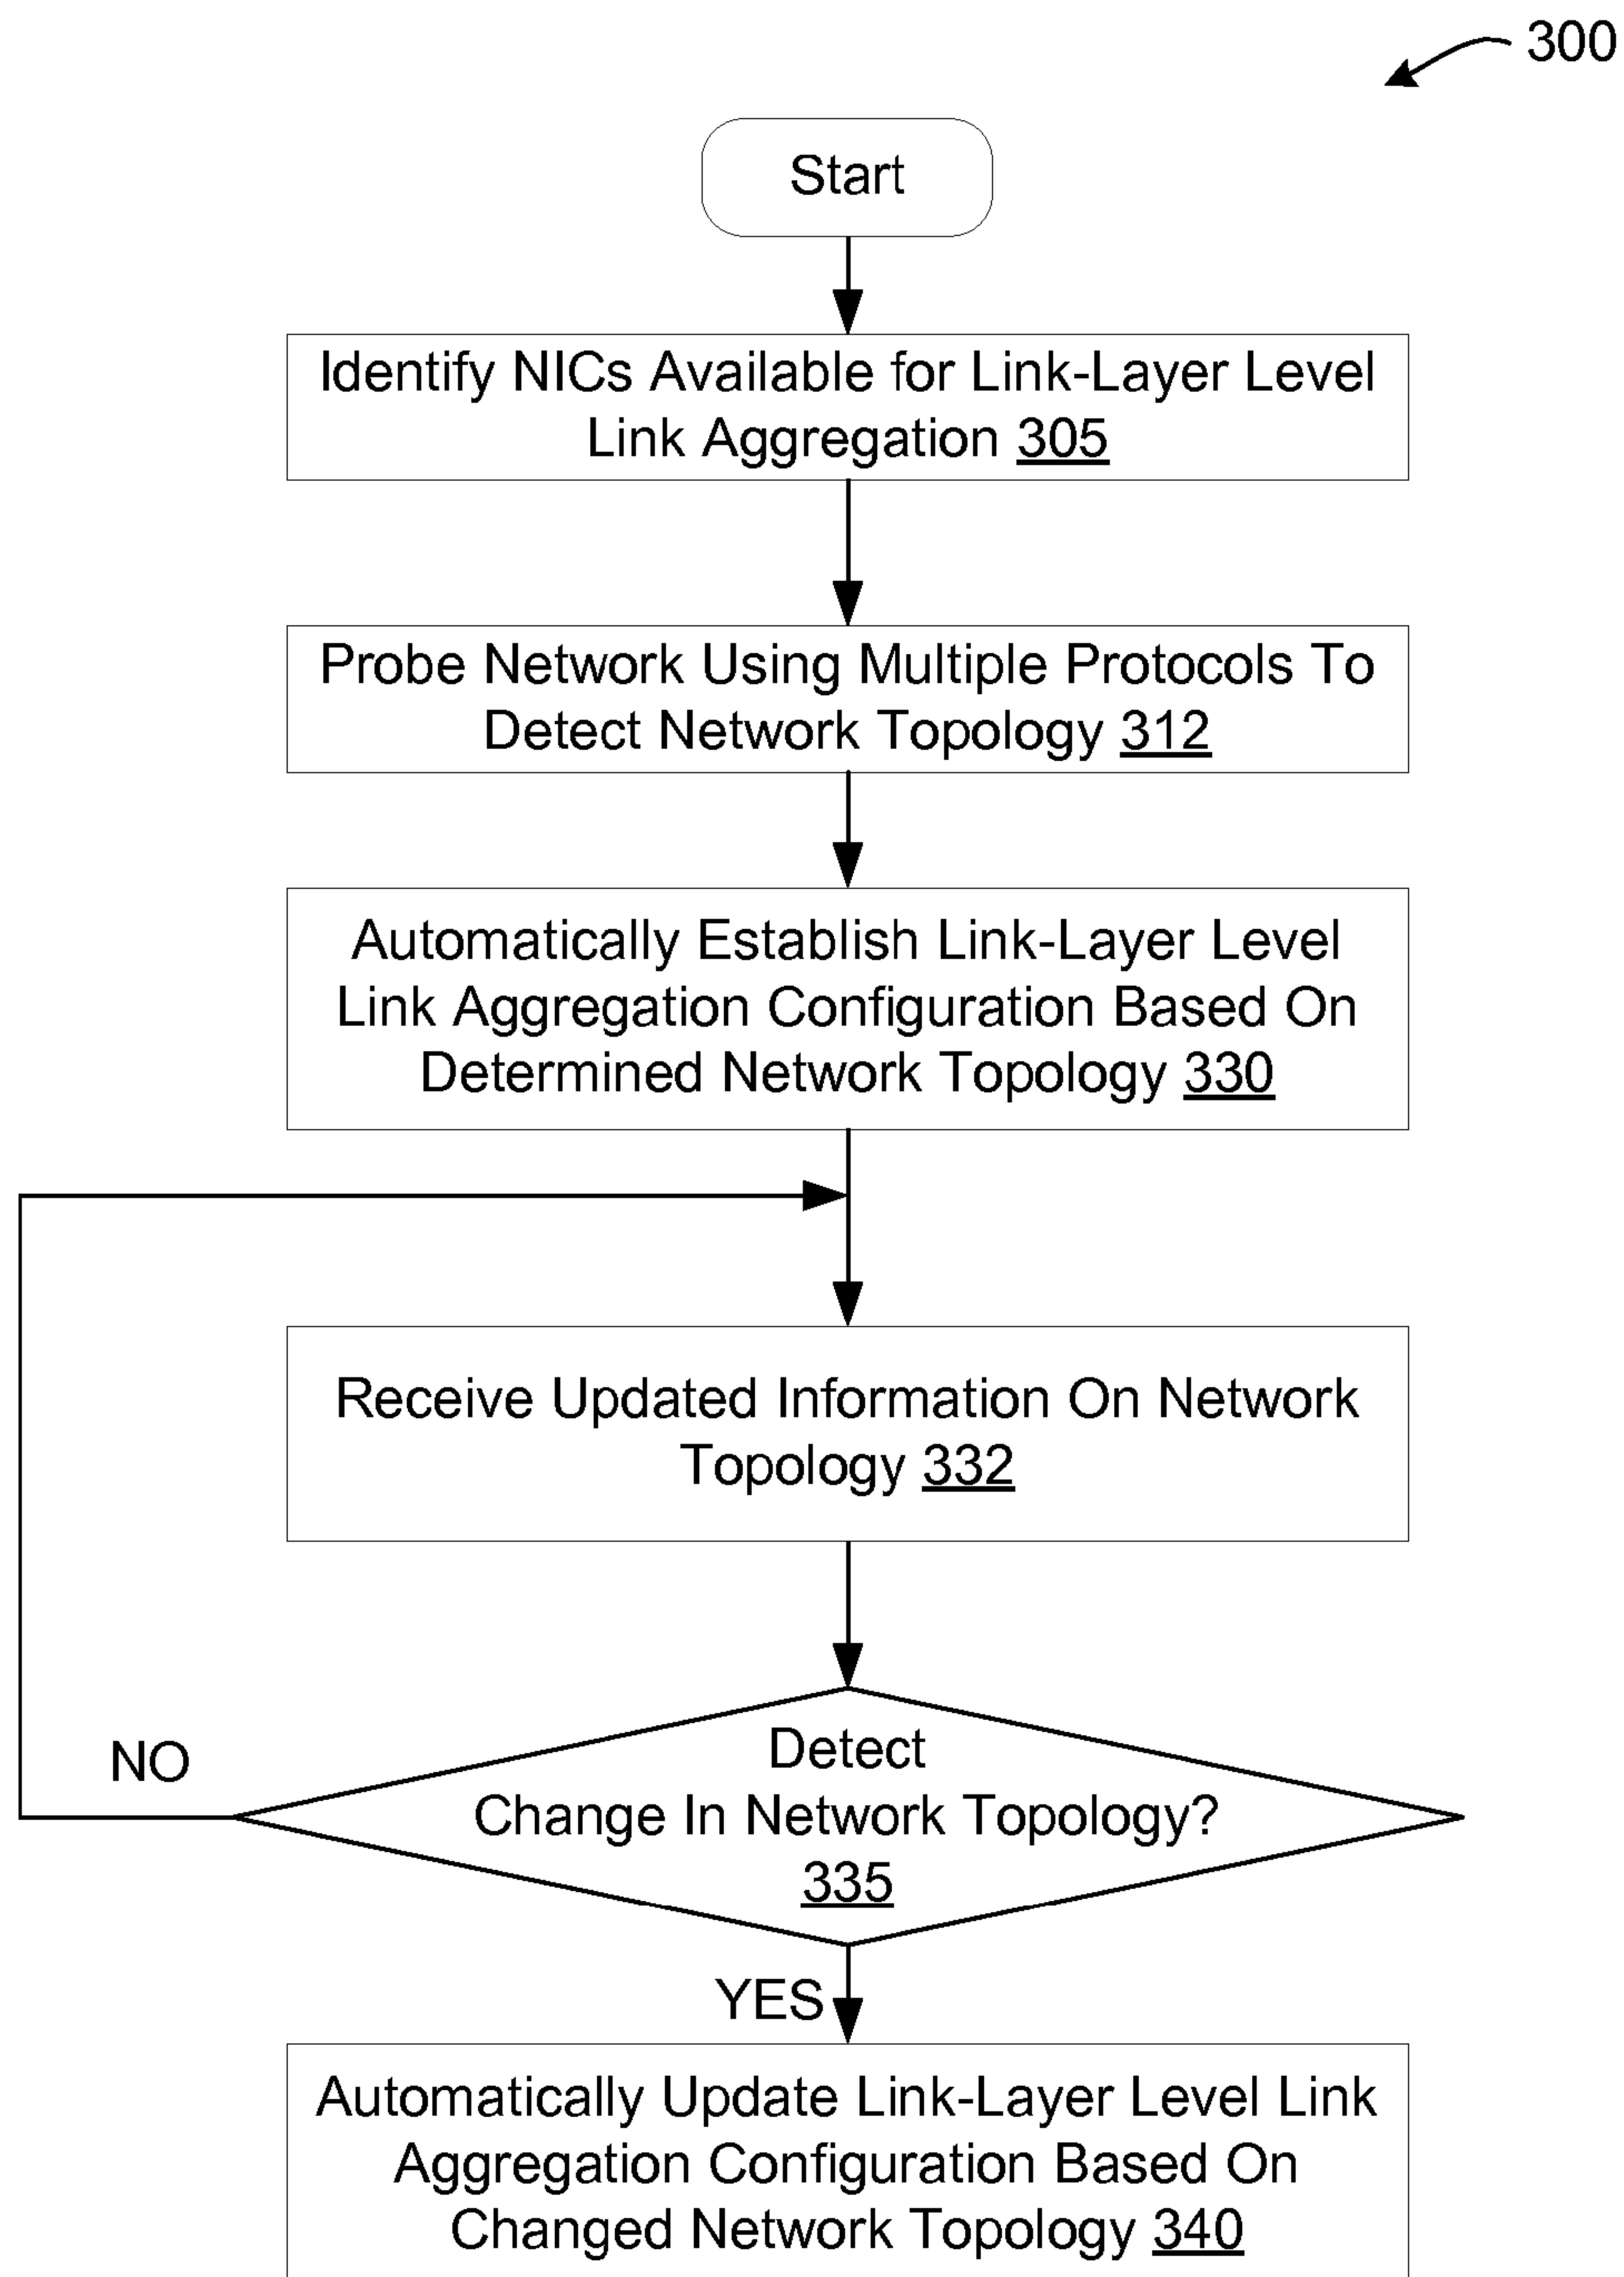 300
Start
Identify NICs Available for Link-Layer Level
Link Aggregation 305
Probe Network Using Multiple Protocols To
Detect Network Topology 312
Automatically Establish Link-Layer Level
Link Aggregation Configuration Based On
Determined Network Topology 330
Receive Updated Information On Network
Topology 332
Detect
Change In Network Topology?
335
NO
YES
Automatically Update Link-Layer Level Link
Aggregation Configuration Based On
Changed Network Topology 340